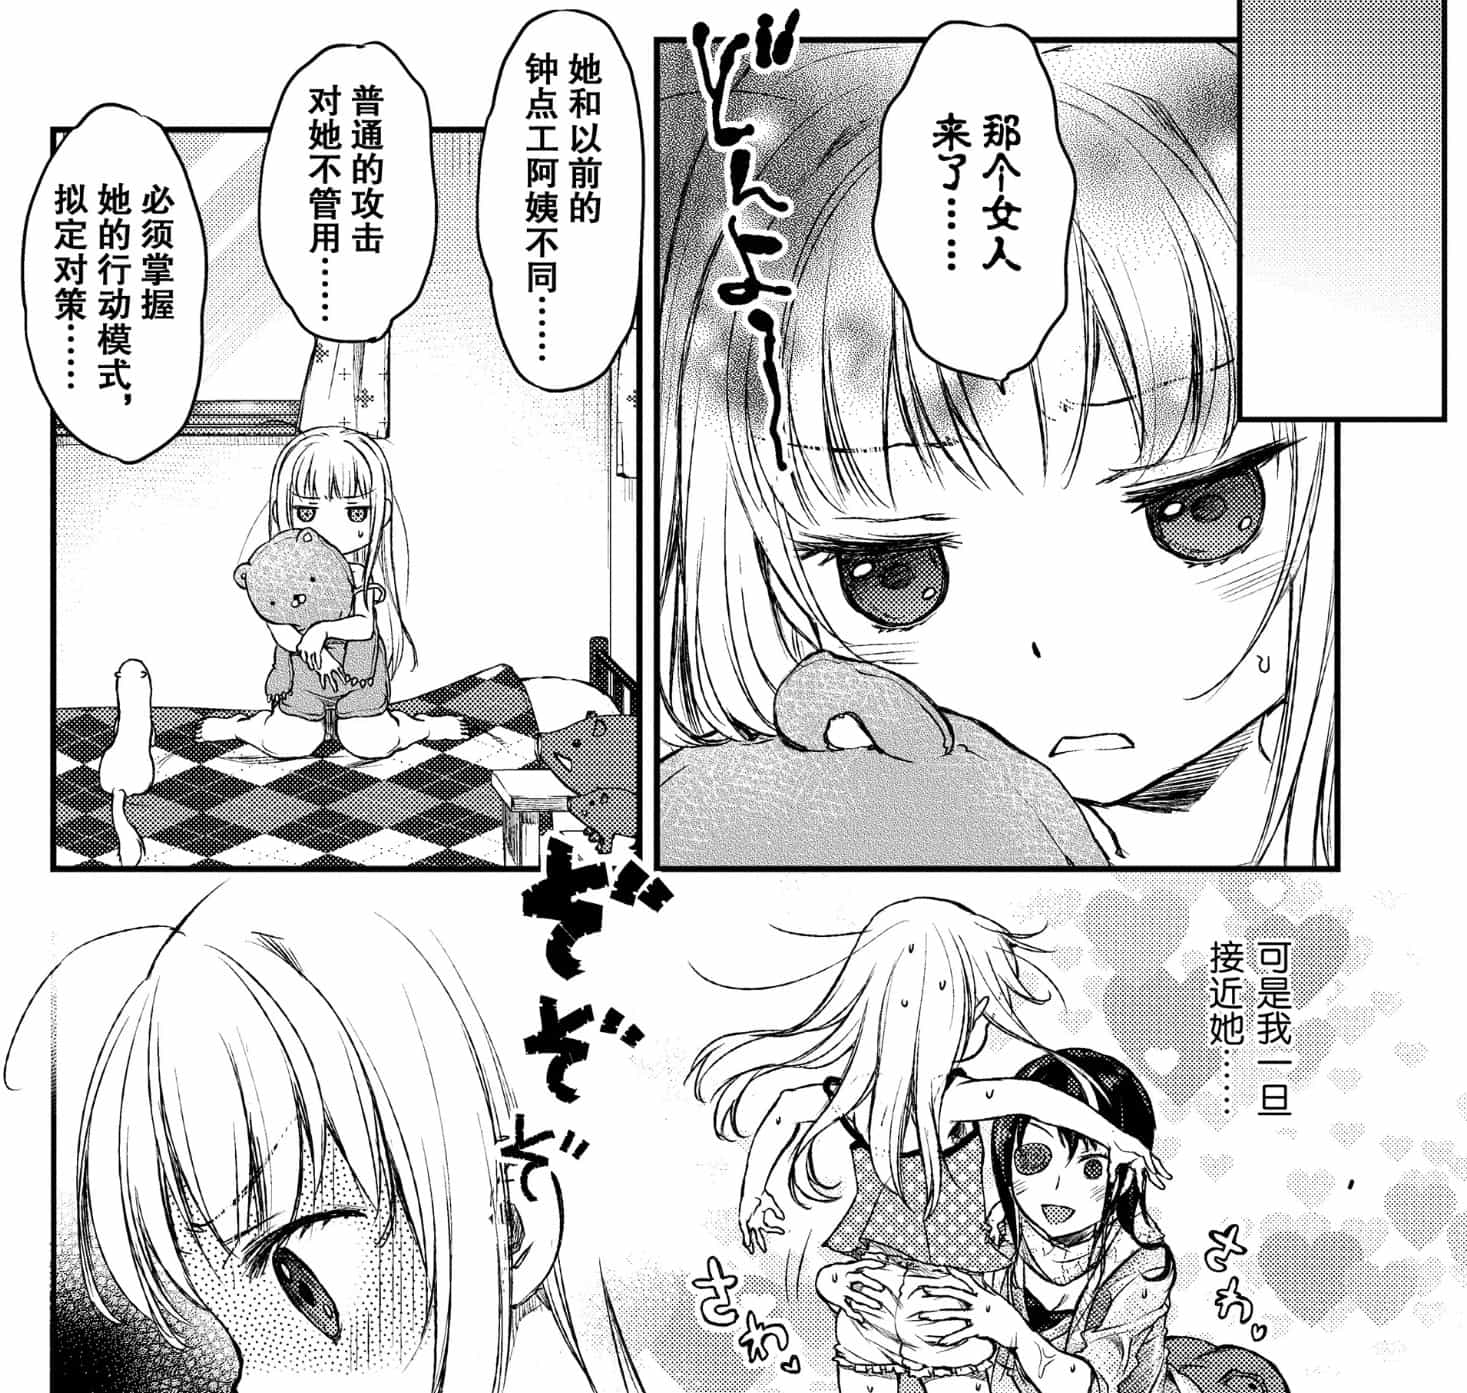 那个女人
来了……
どよーん
她和以前的
钟点工阿姨不同……
普通的攻击
对她不管用……
必须掌握
她的行动模式，
拟定对策……
可是我一旦
接近她……
さわ
さわ
ぞ
ぞ
ぞ